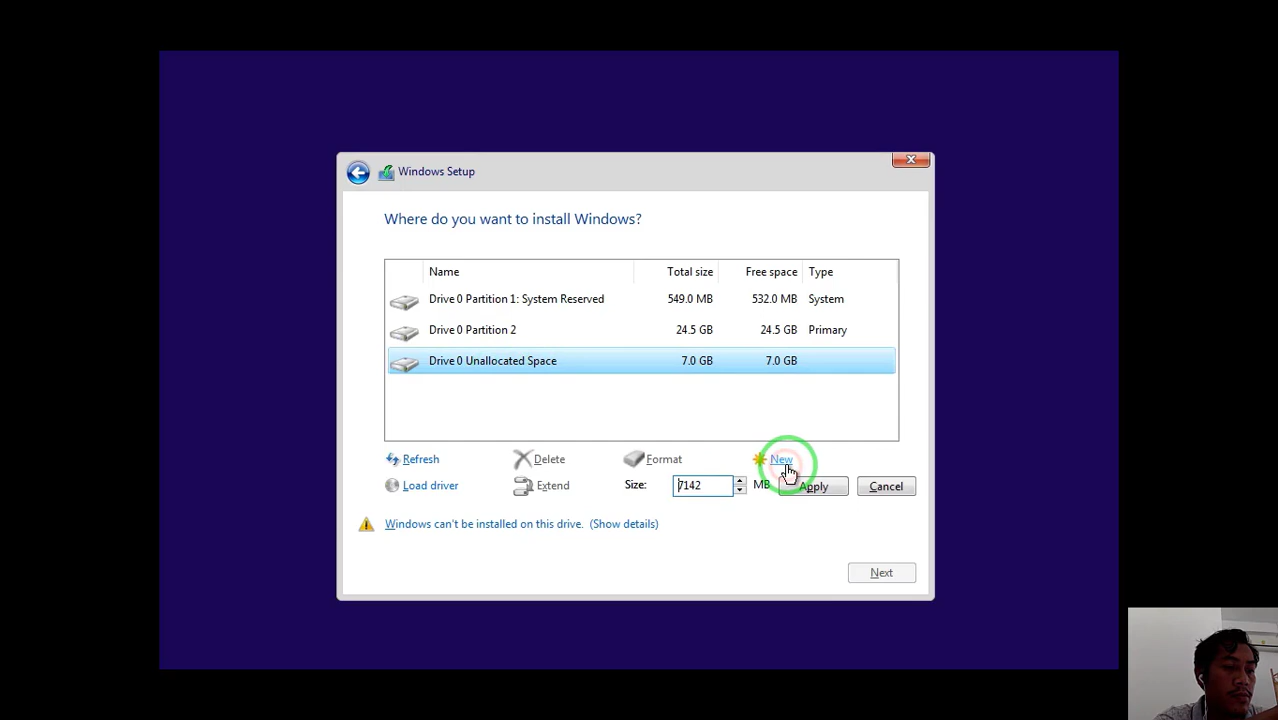 Windows Setup
Where do you want to install Windows?
Name Total size Free space Type
Drive 0 Partition 1: System Reserved 549.0 MB 532.0 MB System
Drive 0 Partition 2 24.5 GB 24.5 GB Primary
Drive 0 Unallocated Space 7.0 GB 7.0 GB
Refresh Delete Format New
Load driver Extend Size: 7142 MB Apply Cancel
Windows can't be installed on this drive. (Show details)
Next